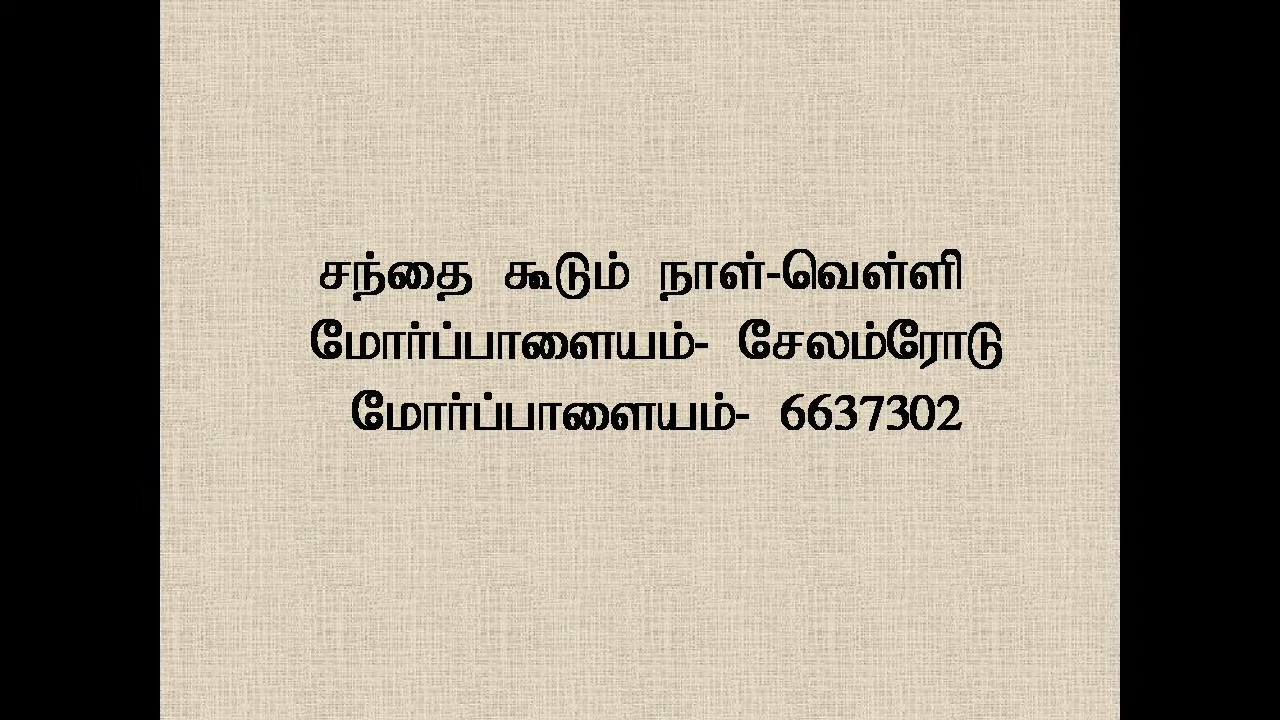 சந்தை கூடும் நாள்-வெள்ளி
மோர்ப்பாளையம்- சேலம்ரோடு
மோர்ப்பாளையம்- 6637302